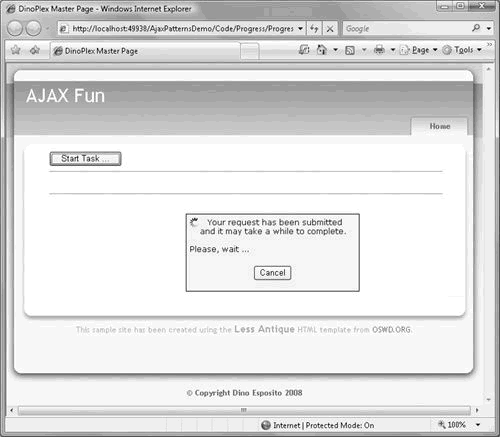 DinoPlex Master Page - Windows Internet Explorer
http://localhost:49938/AjaxPatternsDemo/Code/Progress/Progres
Google
DinoPlex Master Page
Page
Tools
AJAX Fun
Home
Start Task ...
Your request has been submitted
and it may take a while to complete.
Please, wait ...
Cancel
This sample site has been created using the Less Antique HTML template from OSWD.ORG.
© Copyright Dino Esposito 2008
Internet | Protected Mode: On
100%